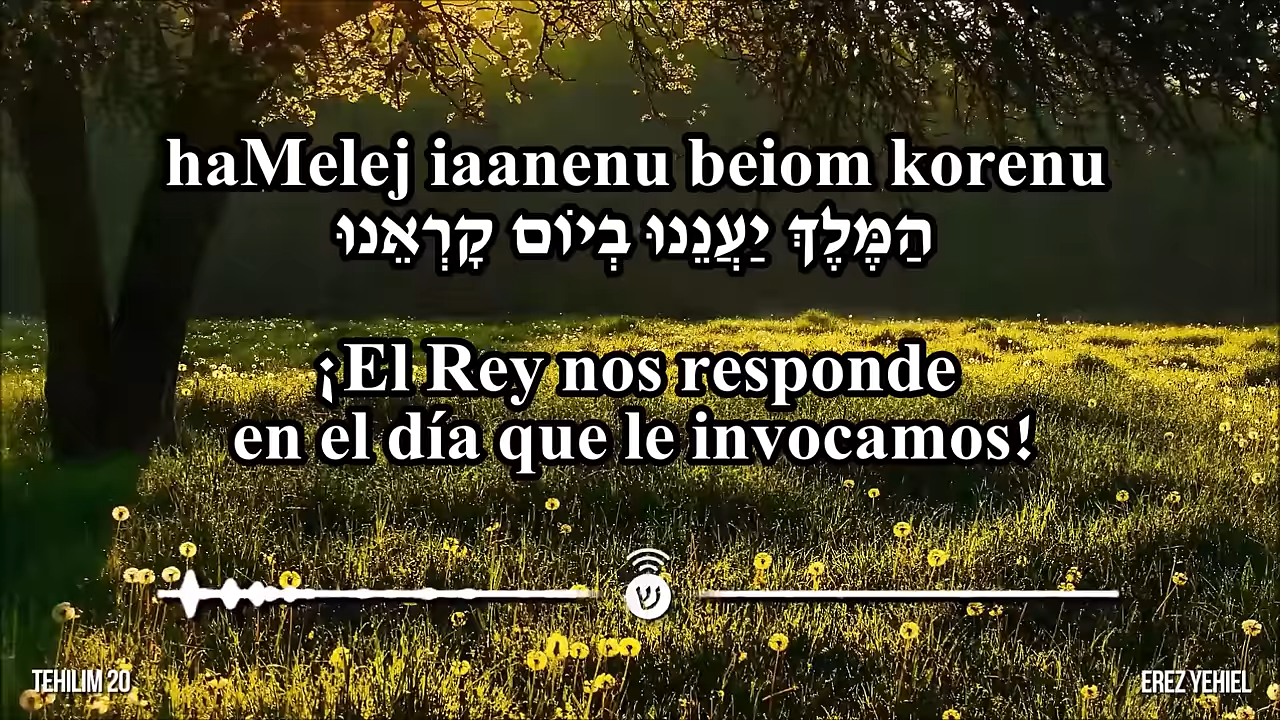 haMelej iaanenu beiom korenu
הַמֶּלֶךְ יַעֲנֵנוּ בְיוֹם קָרְאֵנוּ
¡El Rey nos responde
en el día que le invocamos!
ש
TEHILIM 20
EREZ YEHIEL